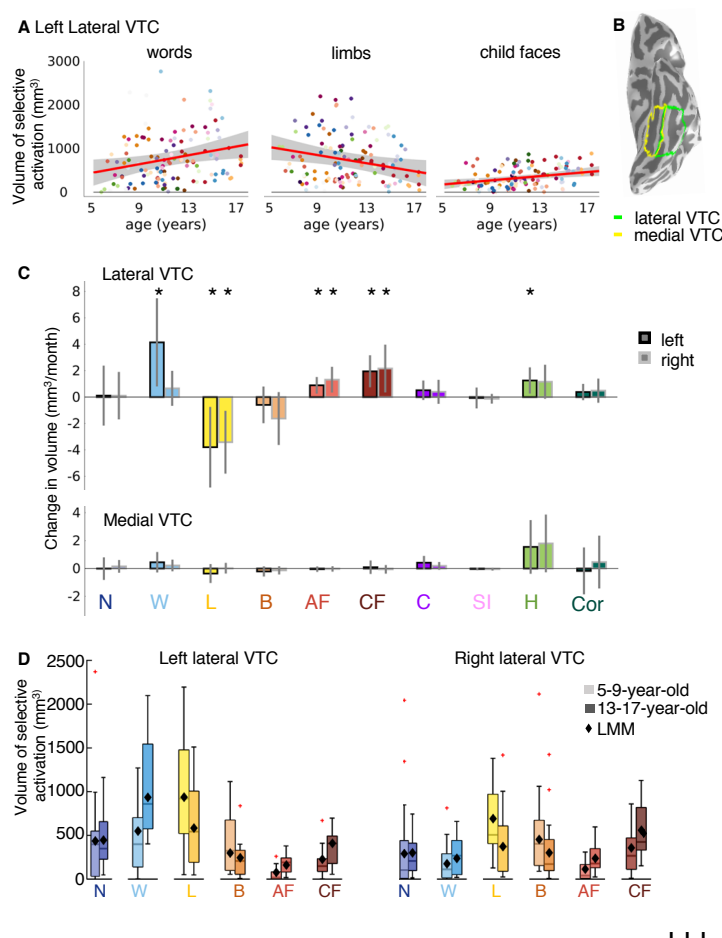 A Left Lateral VTC
B
words
limbs
child faces
Volume of selective
activation (mm³)
3000
2000
1000
0
5 9 13 17
5 9 13 17
5 9 13 17
age (years)
age (years)
age (years)
lateral VTC
medial VTC
C
Lateral VTC
* * * * * * * *
8
6
4
2
0
-2
-4
-6
left
right
Change in volume (mm³/month)
Medial VTC
4
2
0
-2
N W L B AF CF C SI H Cor
D
Left lateral VTC
Right lateral VTC
Volume of selective
activation (mm³)
2500
2000
1500
1000
500
0
5-9-year-old
13-17-year-old
LMM
N W L B AF CF
N W L B AF CF